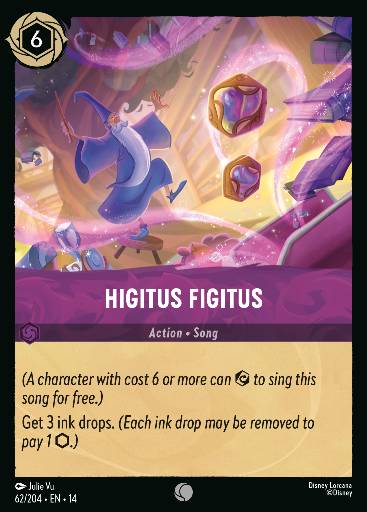 6
HIGITUS FIGITUS
Action • Song
(A character with cost 6 or more can to sing this
song for free.)
Get 3 ink drops. (Each ink drop may be removed to
pay 1 .)
Julie Vu
62/204 • EN • 14
Disney Lorcana
©Disney